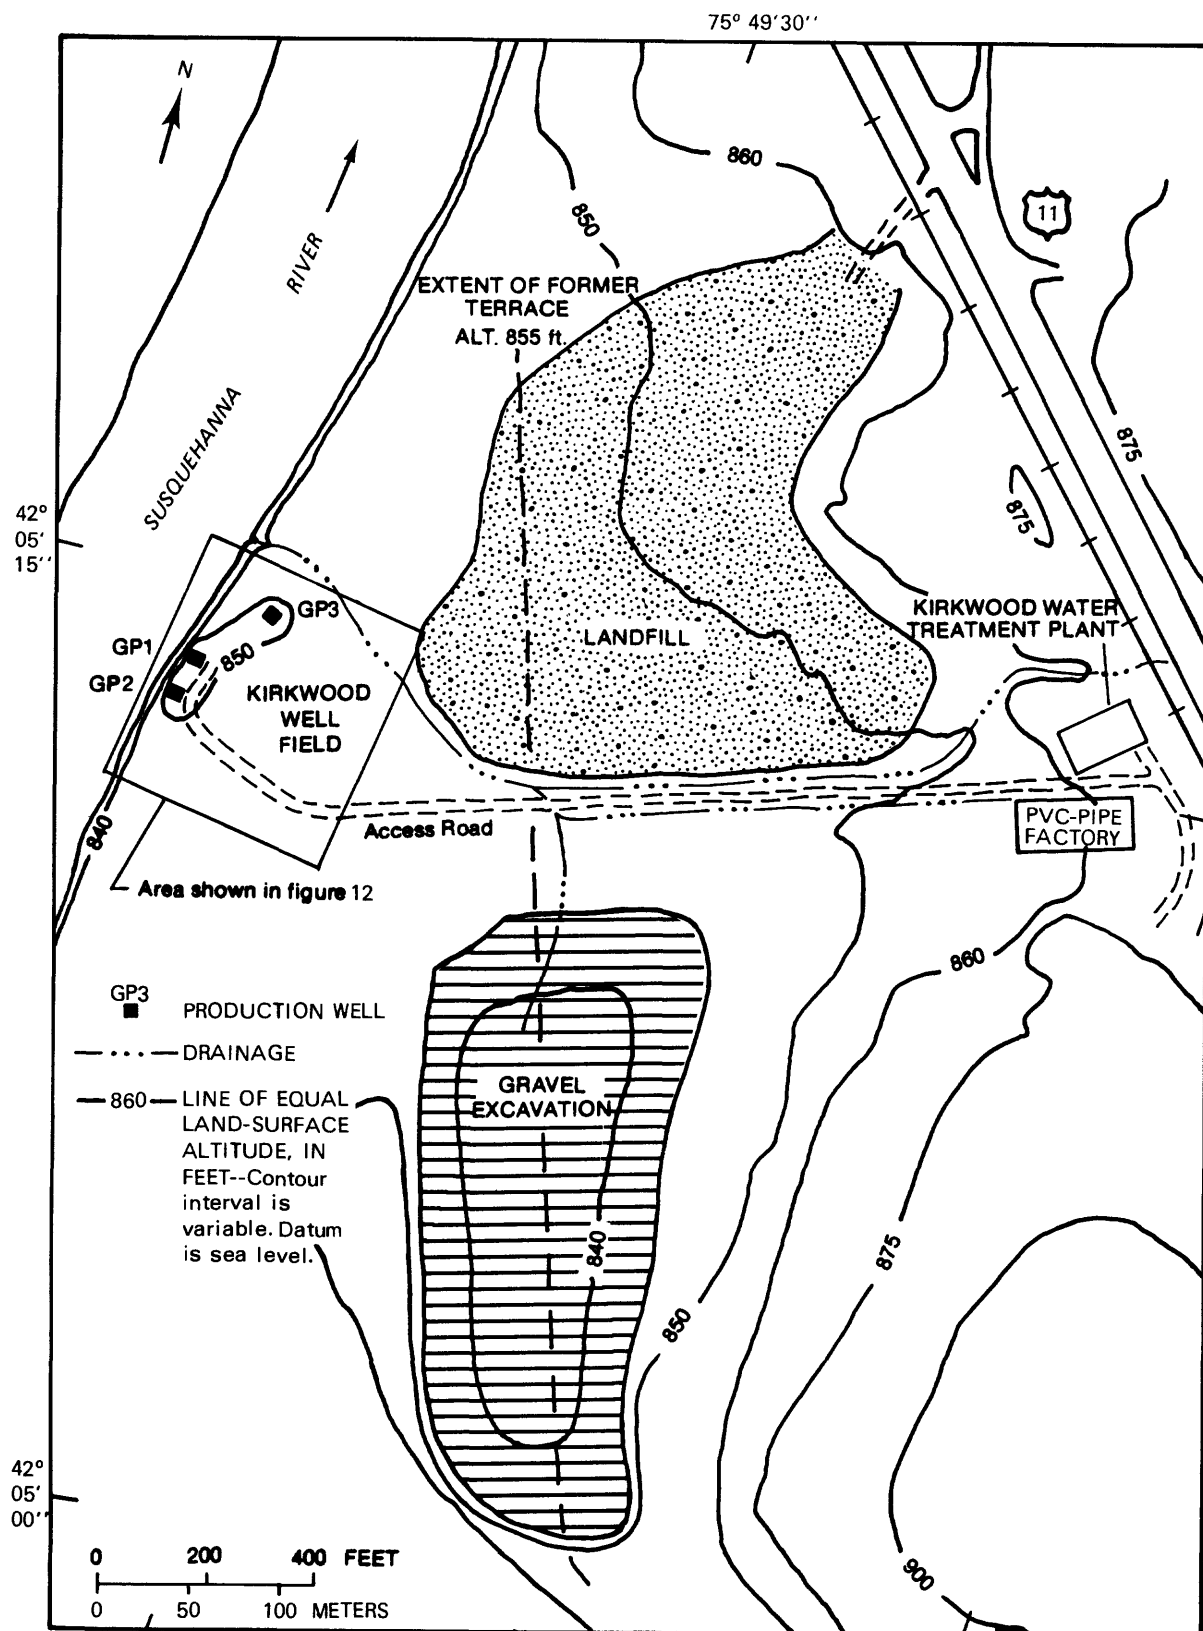 75° 49'30''
N
860
850
11
RIVER
EXTENT OF FORMER
TERRACE
ALT. 855 ft.
SUSQUEHANNA
875
875
42°
05'
15''
GP3
KIRKWOOD WATER
TREATMENT PLANT
GP1
850
LANDFILL
GP2
KIRKWOOD
WELL
FIELD
840
Access Road
PVC-PIPE
FACTORY
Area shown in figure 12
860
GP3
PRODUCTION WELL
DRAINAGE
860 LINE OF EQUAL
LAND-SURFACE
ALTITUDE, IN
FEET--Contour
interval is
variable. Datum
is sea level.
GRAVEL
EXCAVATION
840
875
850
42°
05'
00''
900
0 200 400 FEET
0 50 100 METERS